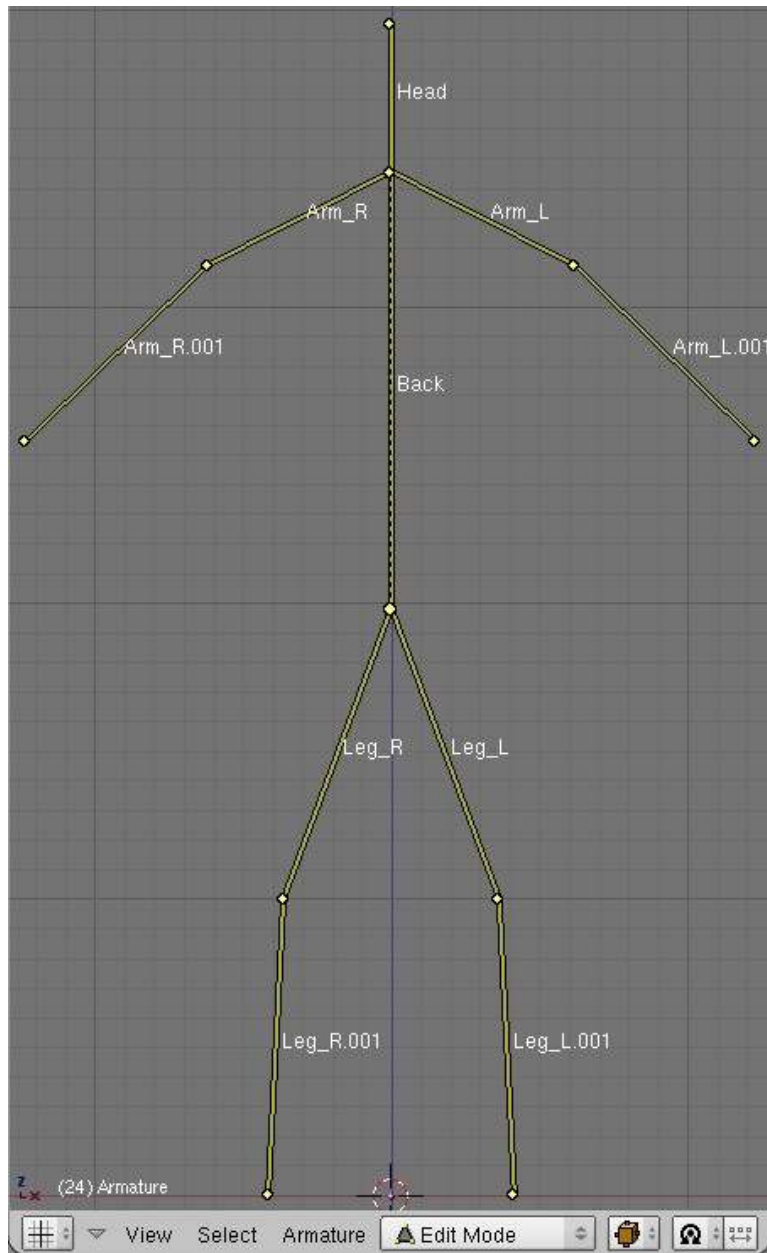 Head
Arm_R
Arm_L
Arm_R.001
Arm_L.001
Back
Leg_R
Leg_L
Leg_R.001
Leg_L.001
z
x
(24) Armature
View Select Armature Edit Mode